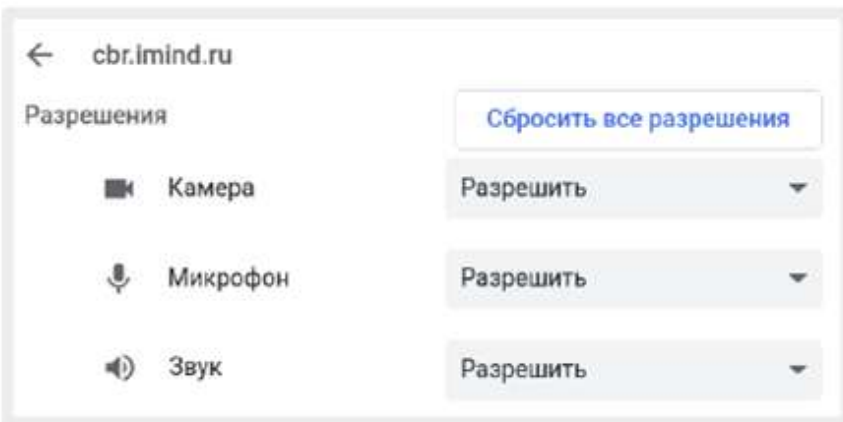 cbr.imind.ru
Разрешения
Сбросить все разрешения
Камера Разрешить
Микрофон Разрешить
Звук Разрешить